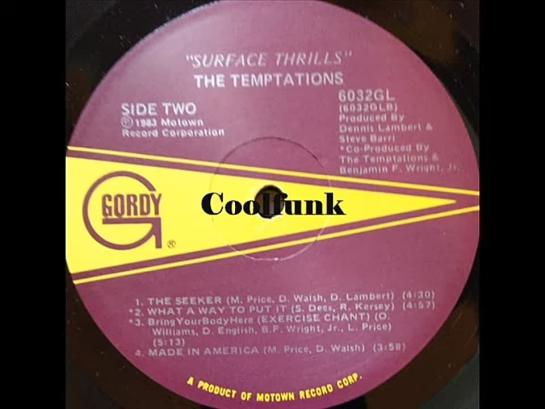 "SURFACE THRILLS"
THE TEMPTATIONS
SIDE TWO
Ⓟ1983 Motown
Record Corporation
6032GL
(6032GLB)
Produced By
Dennis Lambert &
Steve Barri
*Co-Produced By
The Temptations &
Benjamin F. Wright, Jr.
GORDY
®
Coolfunk
1. THE SEEKER (M. Price, D. Walsh, D. Lambert) (4:30)
*2. WHAT A WAY TO PUT IT (S. Dees, R. Kersey) (4:57)
*3. BringYourBodyHere (EXERCISE CHANT) (O.
Williams, D. English, B.F. Wright, Jr., L. Price)
(5:13)
4. MADE IN AMERICA (M. Price, D. Walsh) (3:58)
A PRODUCT OF MOTOWN RECORD CORP.